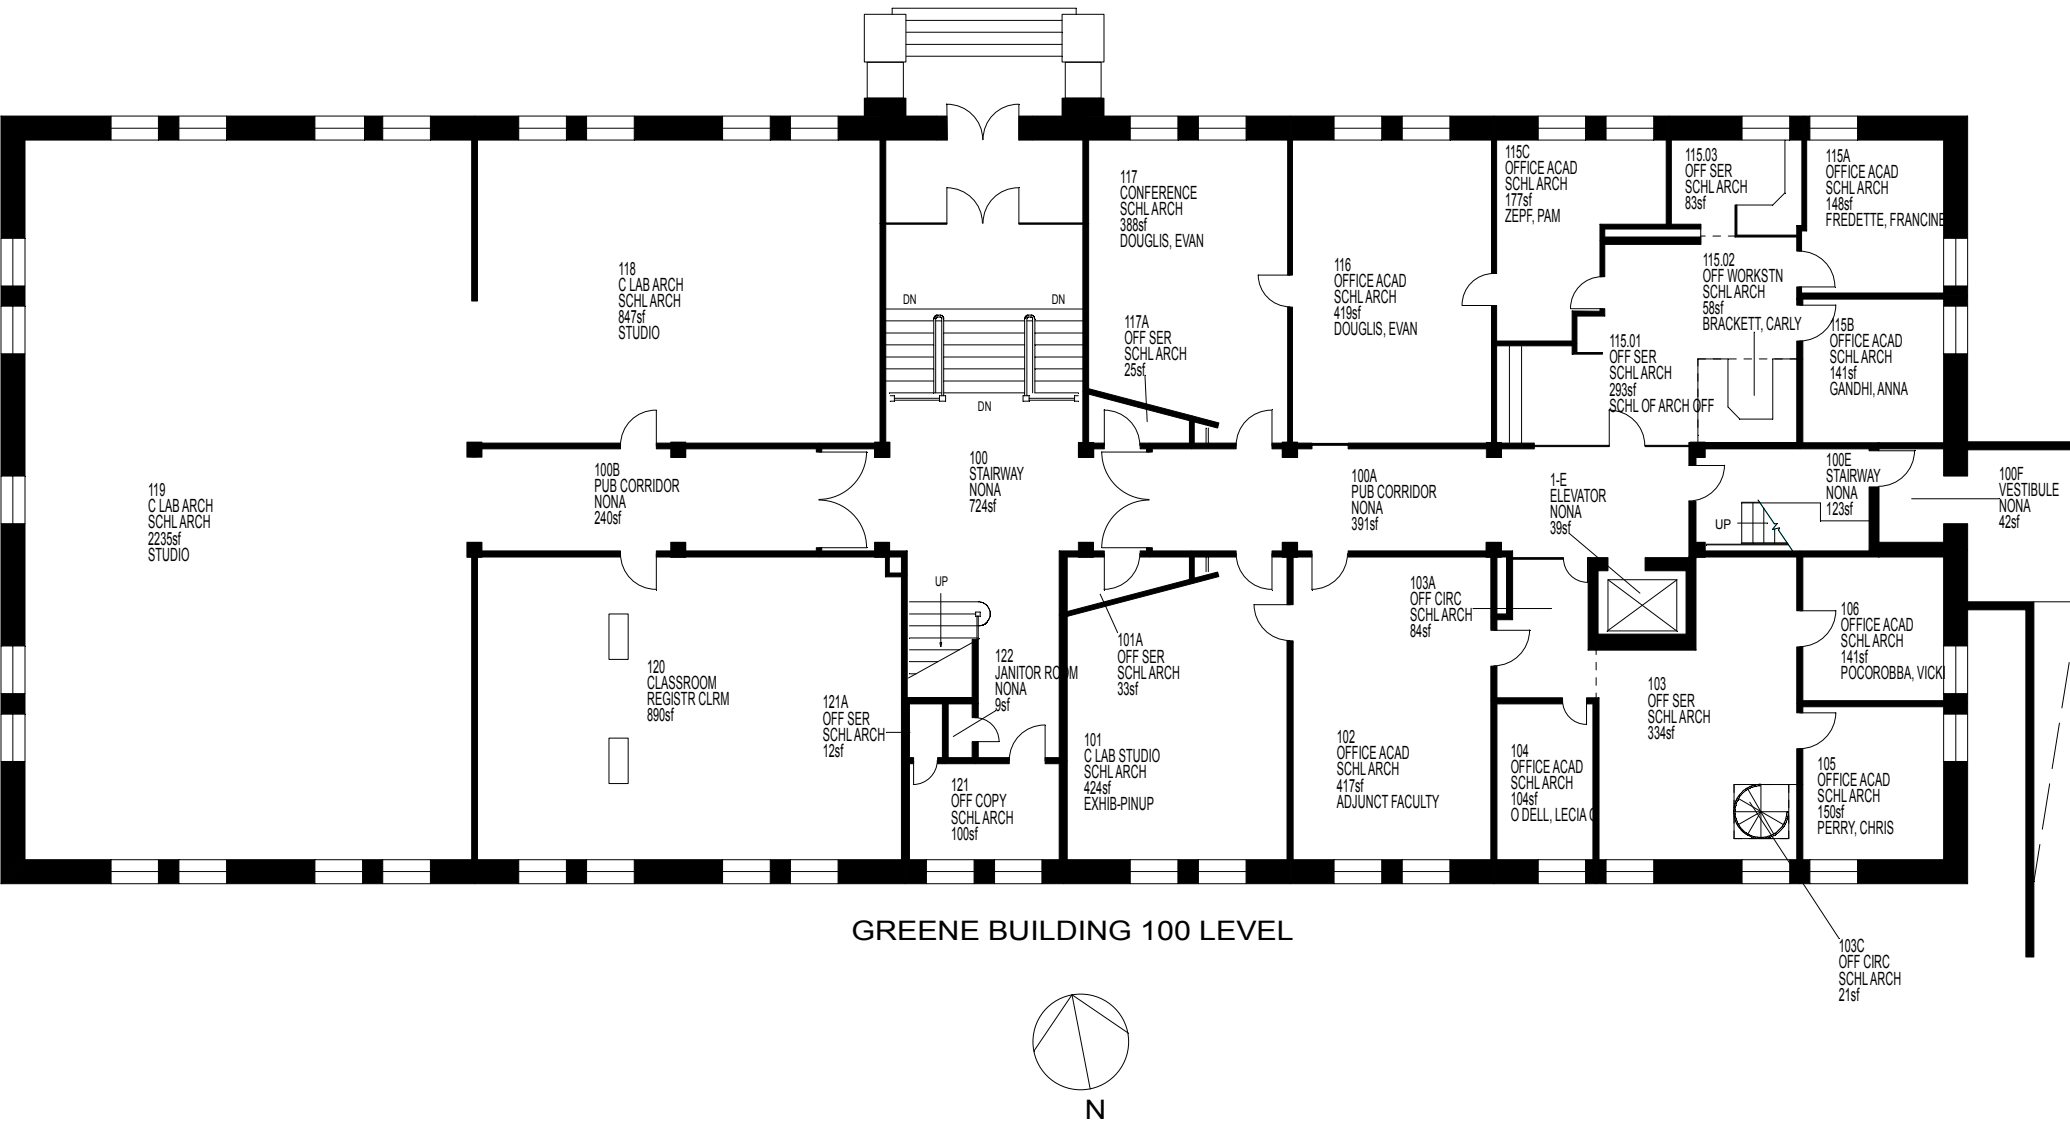 117
CONFERENCE
SCHL ARCH
388sf
DOUGLIS, EVAN
115C
OFFICE ACAD
SCHL ARCH
177sf
ZEPF, PAM
115.03
OFF SER
SCHL ARCH
83sf
115A
OFFICE ACAD
SCHL ARCH
148sf
FREDETTE, FRANCINE
118
C LAB ARCH
SCHL ARCH
847sf
STUDIO
DN
DN
DN
116
OFFICE ACAD
SCHL ARCH
419sf
DOUGLIS, EVAN
115.02
OFF WORKSTN
SCHL ARCH
58sf
BRACKETT, CARLY
117A
OFF SER
SCHL ARCH
25sf
115.01
OFF SER
SCHL ARCH
293sf
SCHL OF ARCH OFF
115B
OFFICE ACAD
SCHL ARCH
141sf
GANDHI, ANNA
119
C LAB ARCH
SCHL ARCH
2235sf
STUDIO
100B
PUB CORRIDOR
NONA
240sf
100
STAIRWAY
NONA
724sf
100A
PUB CORRIDOR
NONA
391sf
1-E
ELEVATOR
NONA
39sf
100E
STAIRWAY
NONA
123sf
UP
100F
VESTIBULE
NONA
42sf
UP
103A
OFF CIRC
SCHL ARCH
84sf
106
OFFICE ACAD
SCHL ARCH
141sf
POCOROBBA, VICKI
120
CLASSROOM
REGISTR CLRM
890sf
121A
OFF SER
SCHL ARCH
12sf
122
JANITOR ROOM
NONA
9sf
101A
OFF SER
SCHL ARCH
33sf
103
OFF SER
SCHL ARCH
334sf
121
OFF COPY
SCHL ARCH
100sf
101
C LAB STUDIO
SCHL ARCH
424sf
EXHIB-PINUP
102
OFFICE ACAD
SCHL ARCH
417sf
ADJUNCT FACULTY
104
OFFICE ACAD
SCHL ARCH
104sf
O DELL, LECIA
105
OFFICE ACAD
SCHL ARCH
150sf
PERRY, CHRIS
GREENE BUILDING 100 LEVEL
103C
OFF CIRC
SCHL ARCH
21sf
N